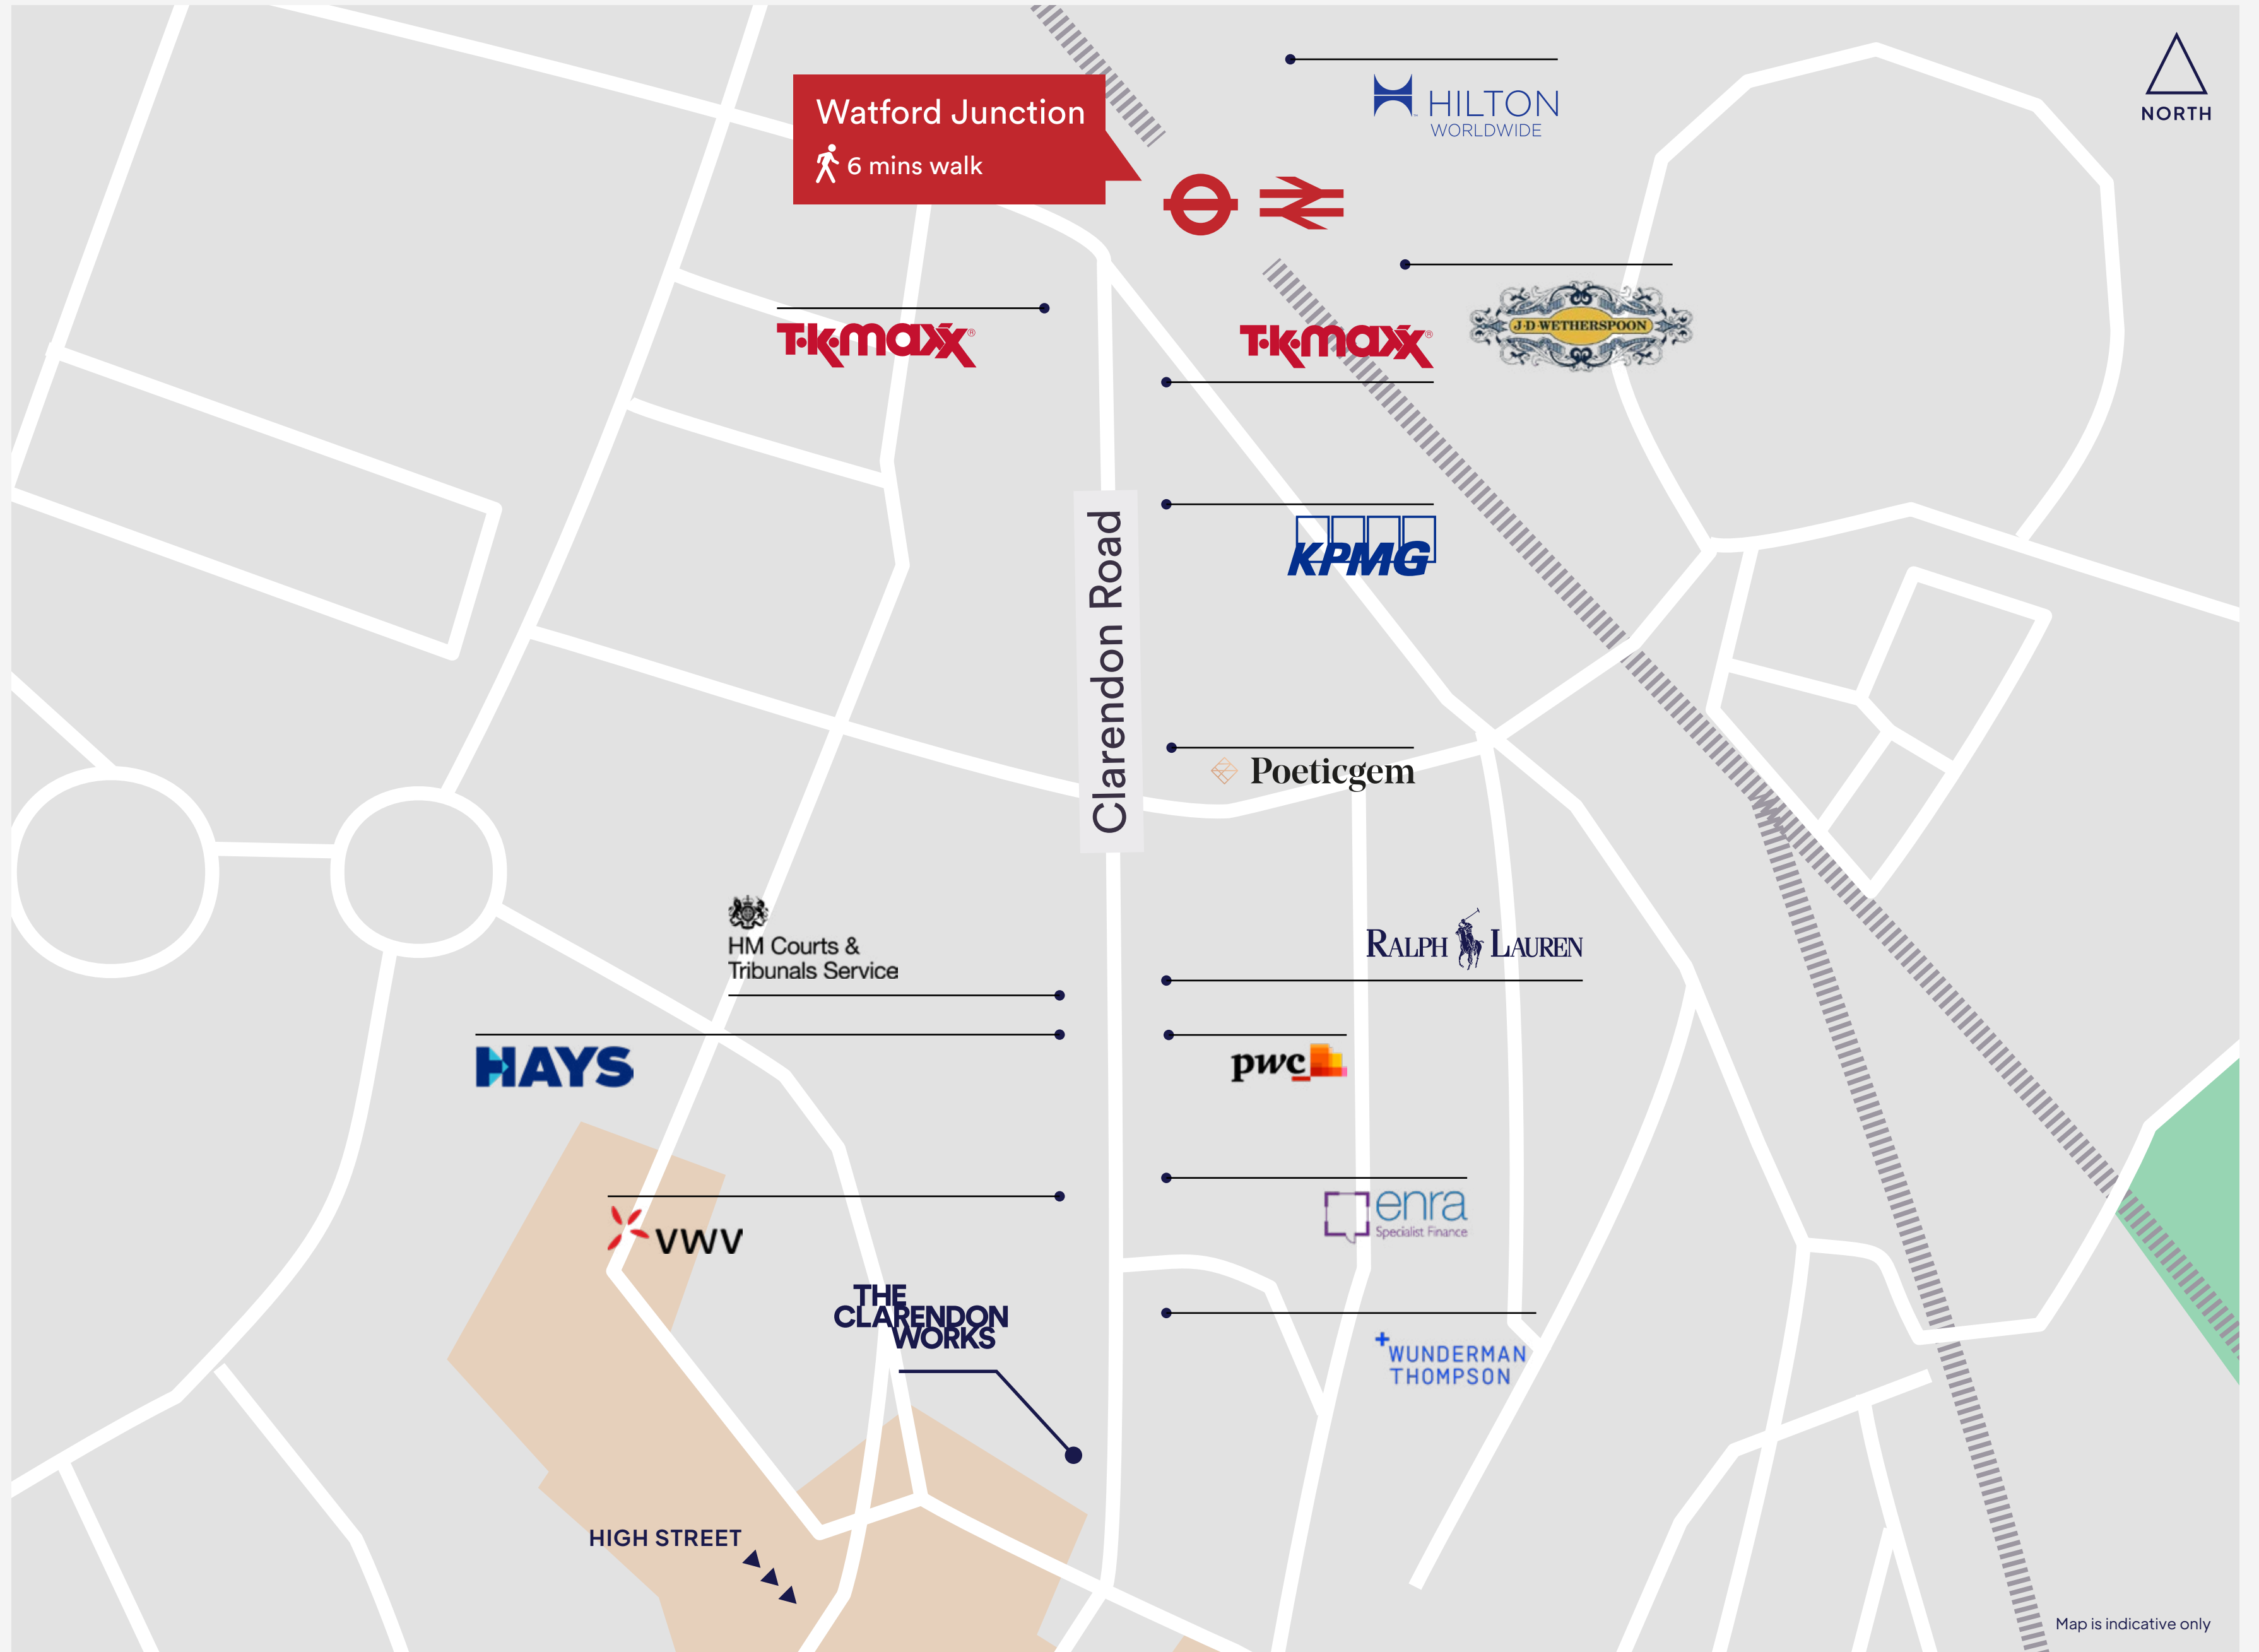 Watford Junction
6 mins walk
HILTON
WORLDWIDE
NORTH
T·K·maxx®
T·K·maxx®
J·D·WETHERSPOON
KPMG
Clarendon Road
Poeticgem
HM Courts &
Tribunals Service
RALPH LAUREN
HAYS
pwc
enra
Specialist Finance
VWV
THE
CLARENDON
WORKS
WUNDERMAN
THOMPSON
HIGH STREET
Map is indicative only